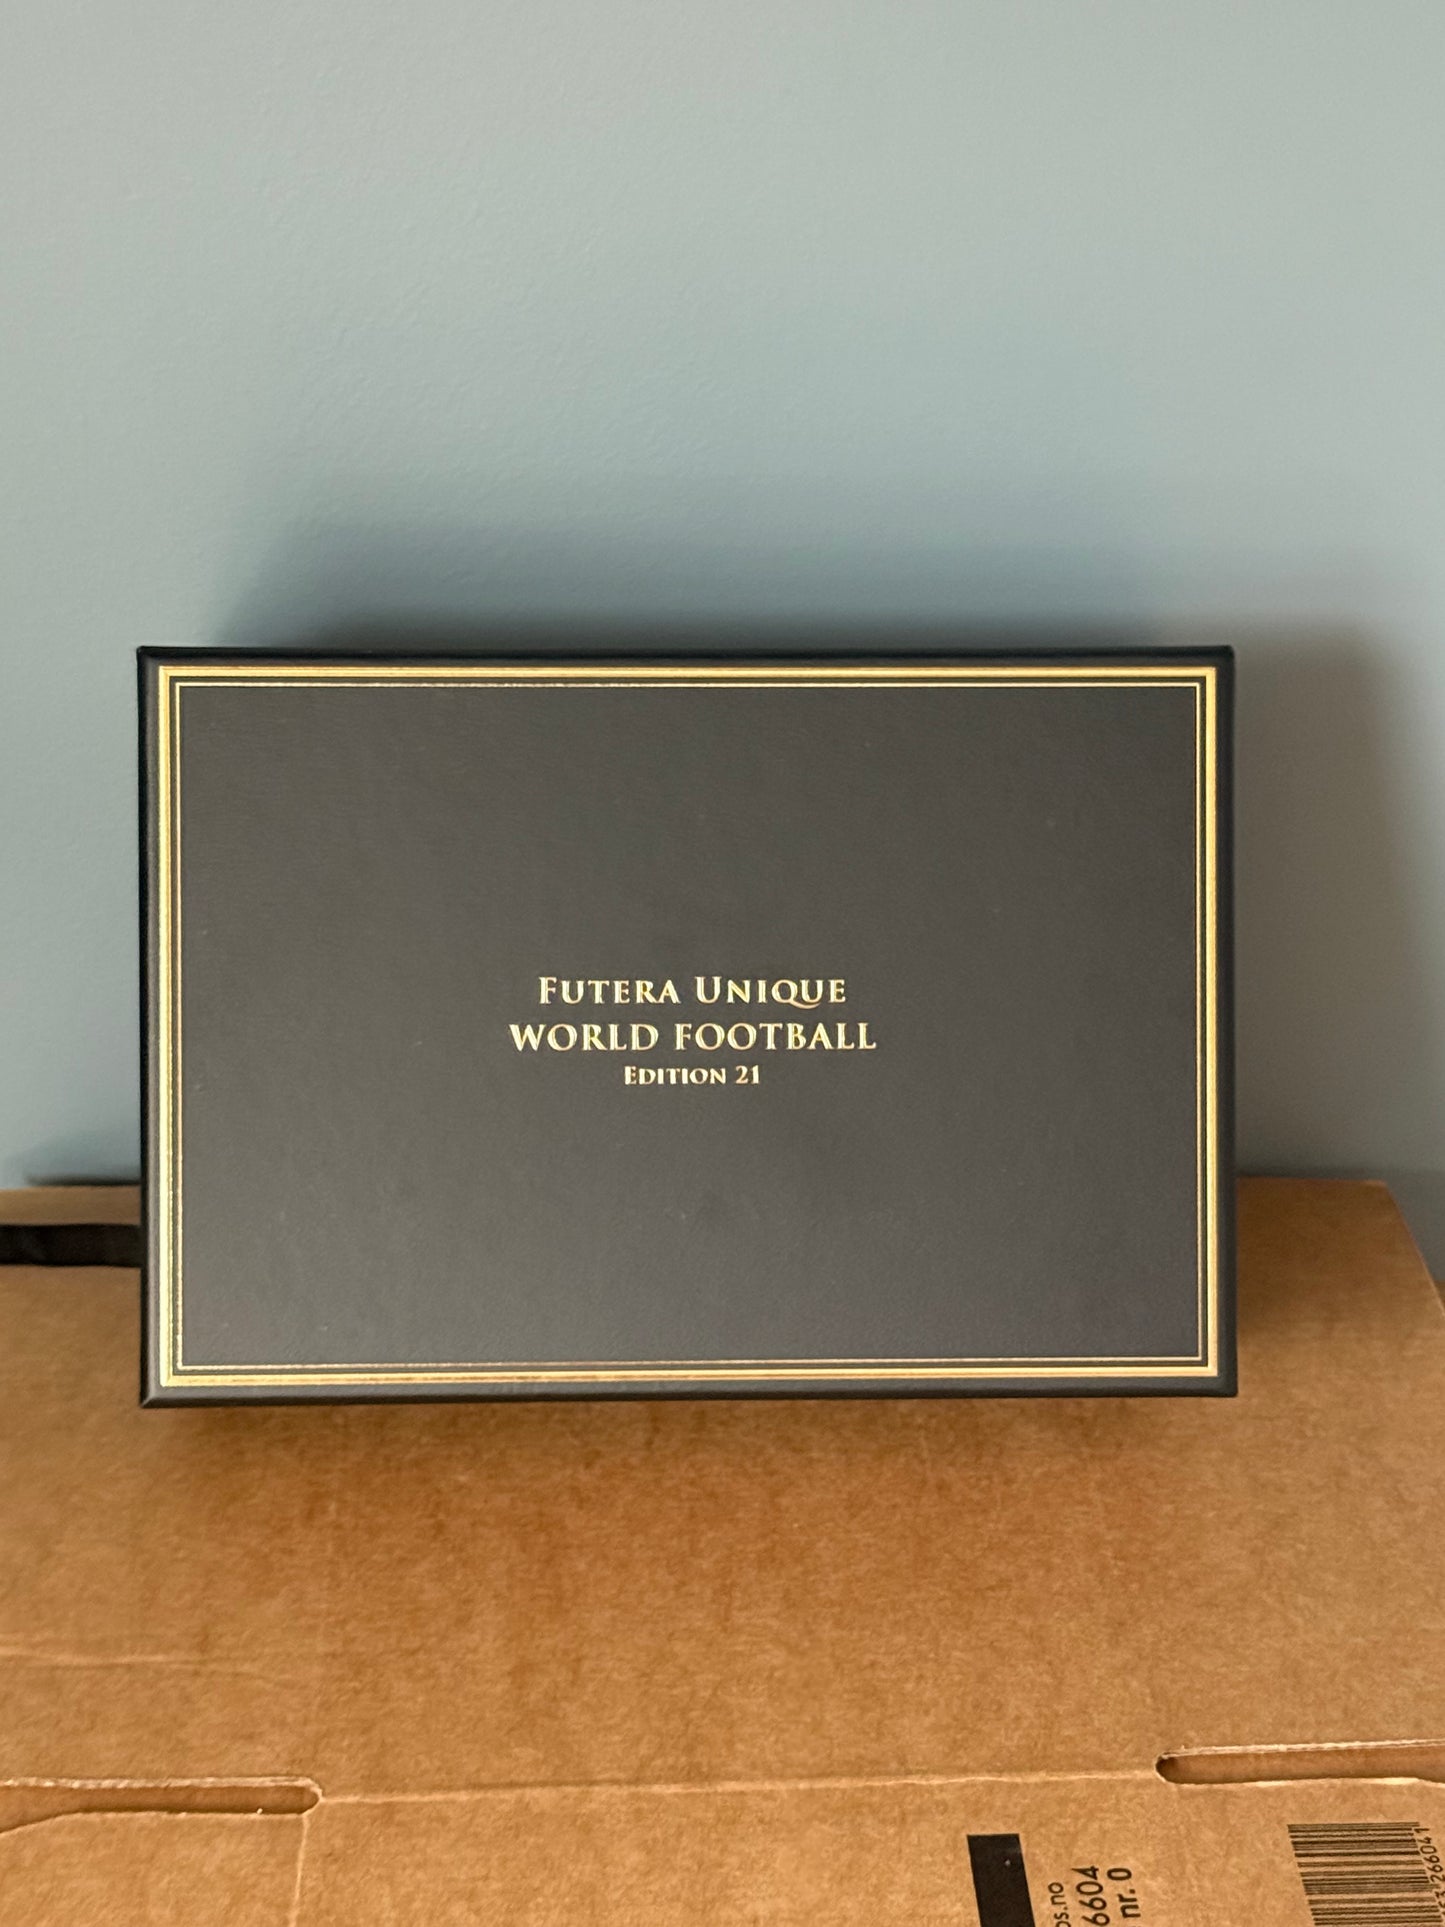 Futera Unique
WORLD FOOTBALL
Edition 21
6604
nr. 0